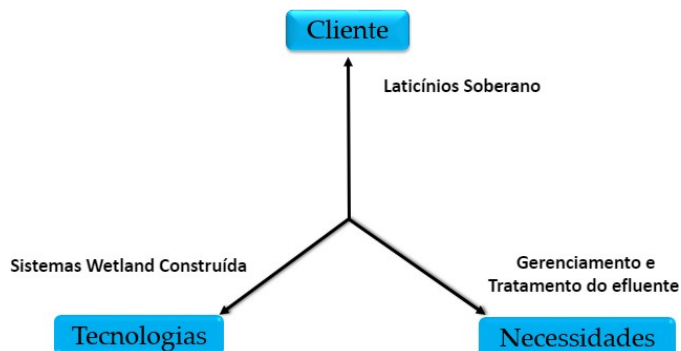 Cliente
Laticínios Soberano
Sistemas Wetland Construída
Gerenciamento e
Tratamento do efluente
Tecnologias
Necessidades